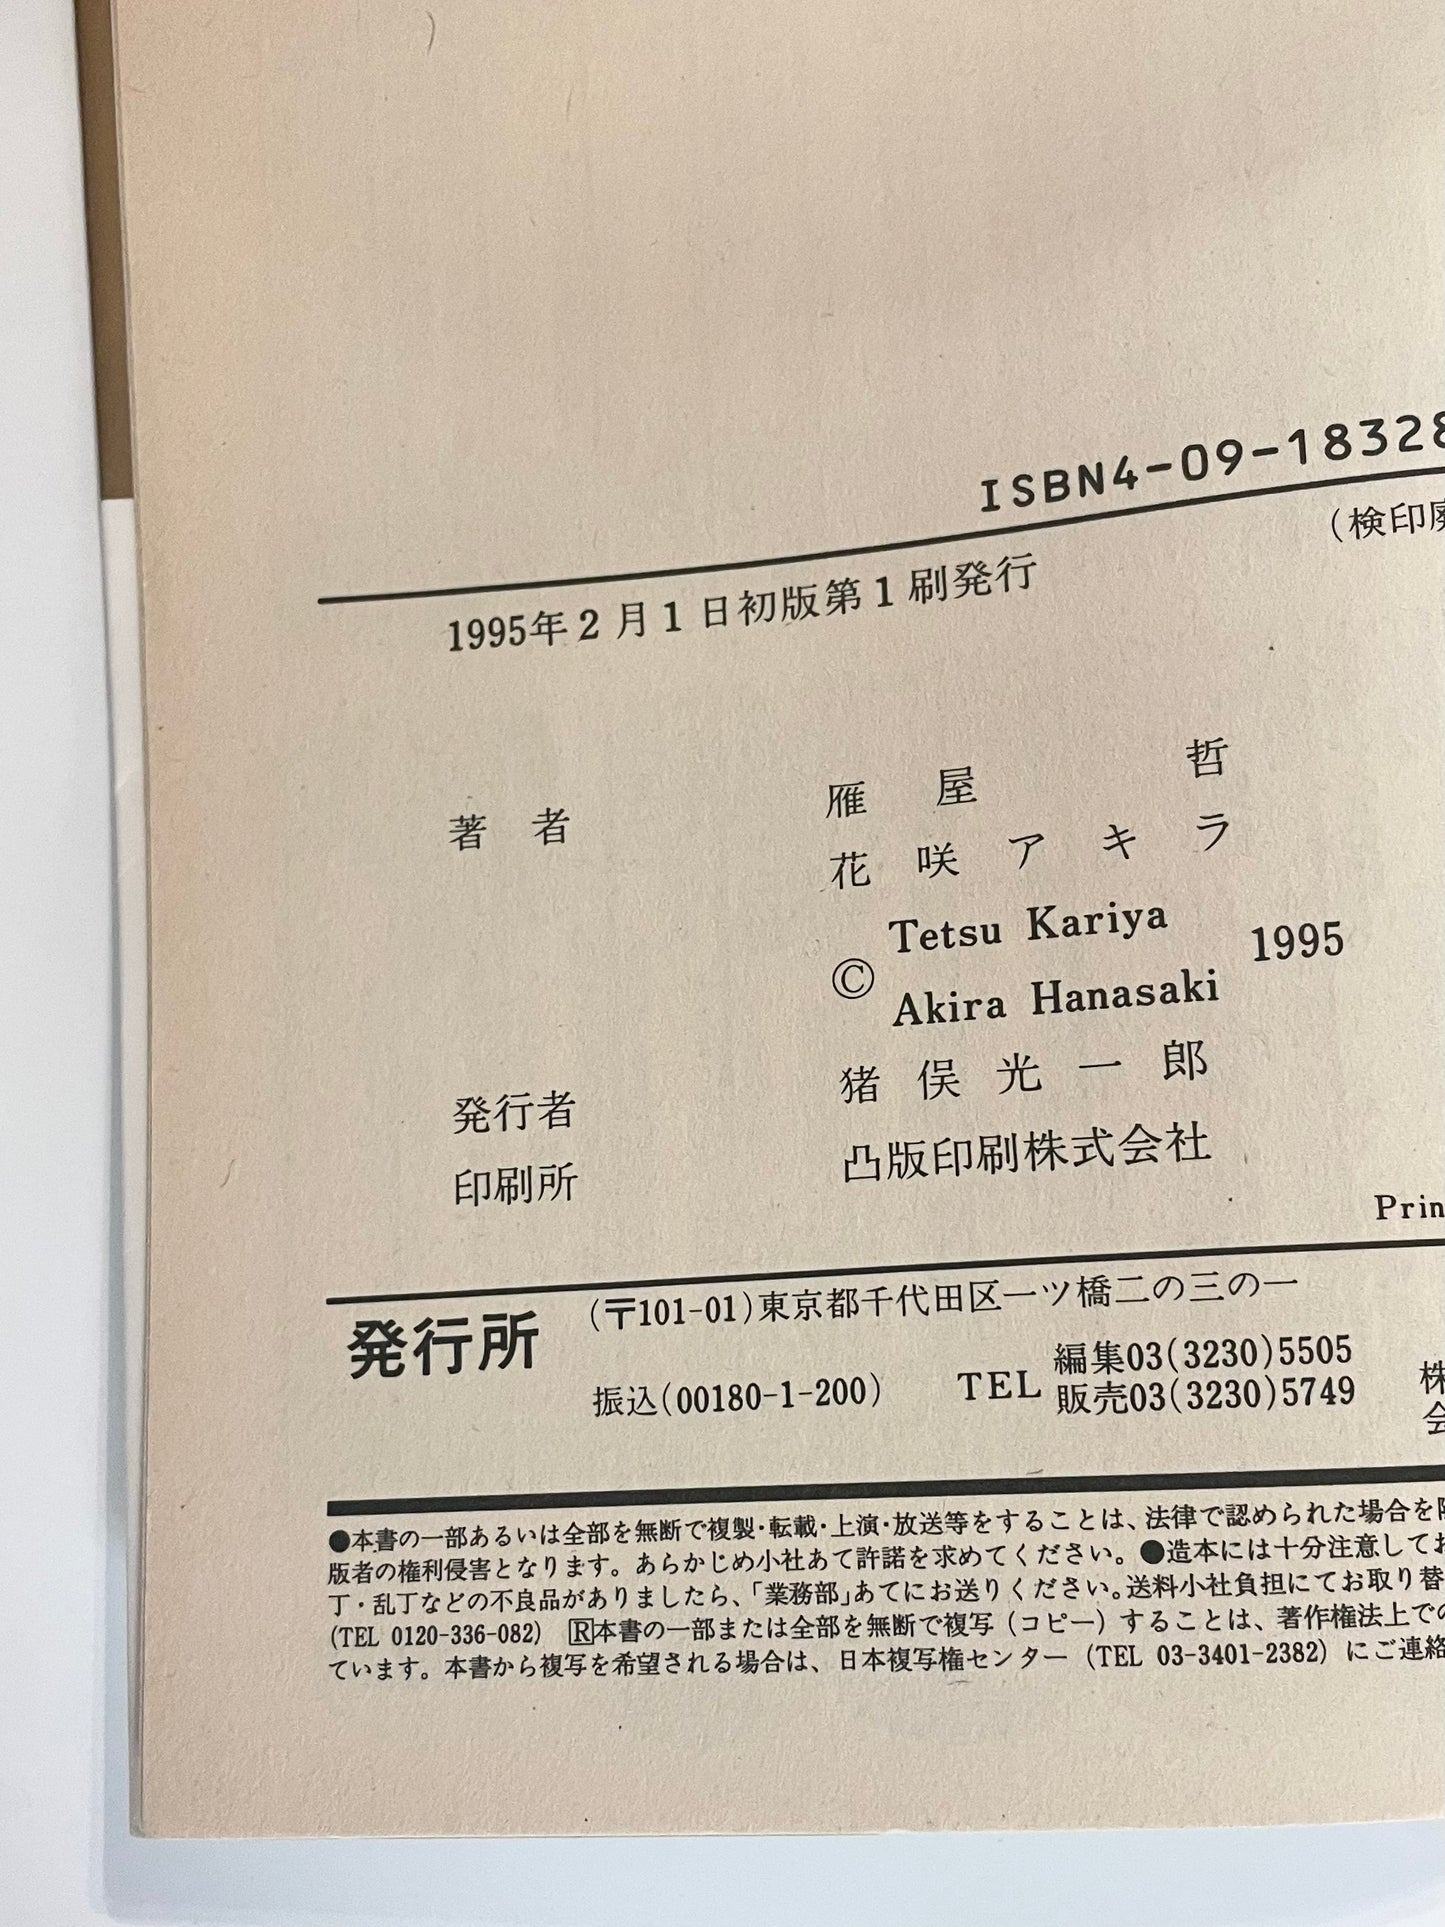 ISBN4-09-18328
(検印廃
1995年2月1日初版第1刷発行
著者 雁屋 哲
花咲アキラ
© Tetsu Kariya
Akira Hanasaki 1995
発行者 猪俣光一郎
印刷所 凸版印刷株式会社
Prin
発行所 (〒101-01)東京都千代田区一ツ橋二の三の一
振込(00180-1-200) TEL 編集03(3230)5505
販売03(3230)5749
株
会
●本書の一部あるいは全部を無断で複製・転載・上演・放送等をすることは、法律で認められた場合を
版者の権利侵害となります。あらかじめ小社あて許諾を求めてください。●造本には十分注意してお
丁・乱丁などの不良品がありましたら、「業務部」あてにお送りください。送料小社負担にてお取り替
(TEL 0120-336-082) Ⓡ本書の一部または全部を無断で複写(コピー)することは、著作権法上での
ています。本書から複写を希望される場合は、日本複写権センター(TEL 03-3401-2382)にご連絡